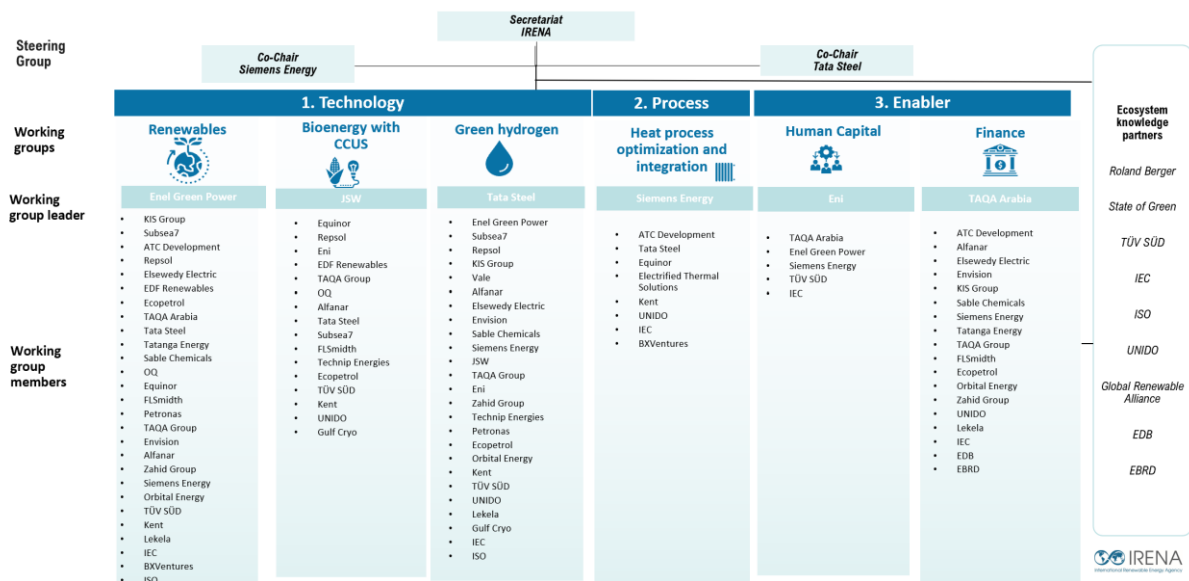 Secretariat
IRENA
Steering
Group
Co-Chair
Siemens Energy
Co-Chair
Tata Steel
1. Technology
2. Process
3. Enabler
Working
groups
Renewables
Bioenergy with
CCUS
Green hydrogen
Heat process
optimization and
integration
Human Capital
Finance
Working
group leader
Enel Green Power
JSW
Tata Steel
Siemens Energy
Eni
TAQA Arabia
Working
group
members
• KIS Group
• Subsea7
• ATC Development
• Repsol
• Elsewedy Electric
• EDF Renewables
• Ecopetrol
• TAQA Arabia
• Tata Steel
• Tatanga Energy
• Sable Chemicals
• OQ
• Equinor
• FLSmidth
• Petronas
• TAQA Group
• Envision
• Alfanar
• Zahid Group
• Siemens Energy
• Orbital Energy
• TÜV SÜD
• Kent
• Lekela
• IEC
• BXVentures
• ISO
• Equinor
• Repsol
• Eni
• EDF Renewables
• TAQA Group
• OQ
• Alfanar
• Tata Steel
• Subsea7
• FLSmidth
• Technip Energies
• Ecopetrol
• TÜV SÜD
• Kent
• UNIDO
• Gulf Cryo
• Enel Green Power
• Subsea7
• Repsol
• KIS Group
• Vale
• Alfanar
• Elsewedy Electric
• Envision
• Sable Chemicals
• Siemens Energy
• JSW
• TAQA Group
• Eni
• Zahid Group
• Technip Energies
• Petronas
• Ecopetrol
• Orbital Energy
• Kent
• TÜV SÜD
• UNIDO
• Lekela
• Gulf Cryo
• IEC
• ISO
• ATC Development
• Tata Steel
• Equinor
• Electrified Thermal
Solutions
• Kent
• UNIDO
• IEC
• BXVentures
• TAQA Arabia
• Enel Green Power
• Siemens Energy
• TÜV SÜD
• IEC
• ATC Development
• Alfanar
• Elsewedy Electric
• Envision
• KIS Group
• Sable Chemicals
• Siemens Energy
• Tatanga Energy
• TAQA Group
• FLSmidth
• Ecopetrol
• Orbital Energy
• Zahid Group
• UNIDO
• Lekela
• IEC
• EDB
• EBRD
Ecosystem
knowledge
partners
Roland Berger
State of Green
TÜV SÜD
IEC
ISO
UNIDO
Global Renewable
Alliance
EDB
EBRD
IRENA
International Renewable Energy Agency